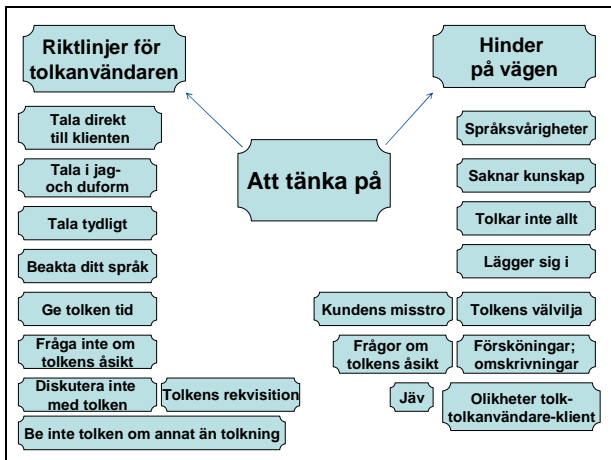 Riktlinjer för
tolkanvändaren
Hinder
på vägen
Att tänka på
Tala direkt
till klienten
Tala i jag-
och duform
Tala tydligt
Beakta ditt språk
Ge tolken tid
Fråga inte om
tolkens åsikt
Diskutera inte
med tolken
Tolkens rekvisition
Be inte tolken om annat än tolkning
Språksvårigheter
Saknar kunskap
Tolkar inte allt
Lägger sig i
Kundens misstro
Tolkens välvilja
Frågor om
tolkens åsikt
Försköningar;
omskrivningar
Jäv
Olikheter tolk-
tolkanvändare-klient